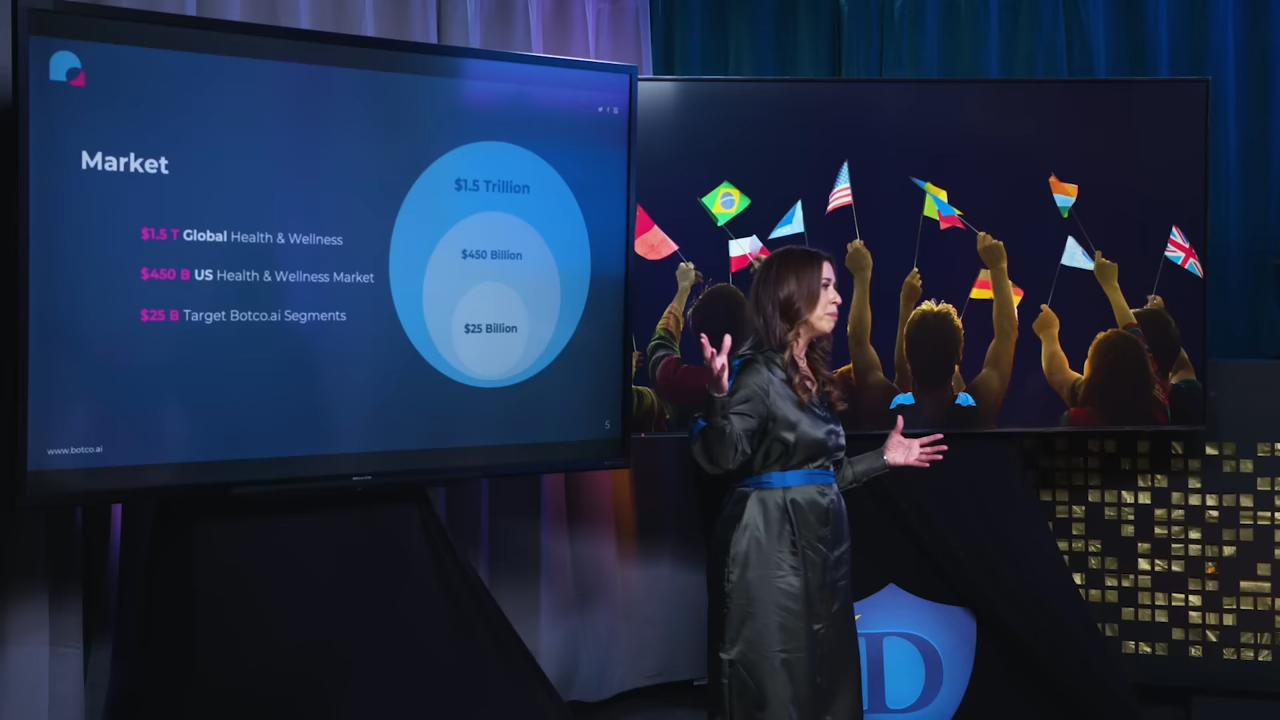 Market
$1.5 T Global Health & Wellness
$450 B US Health & Wellness Market
$25 B Target Botco.ai Segments
$1.5 Trillion
$450 Billion
$25 Billion
5
www.botco.ai
D